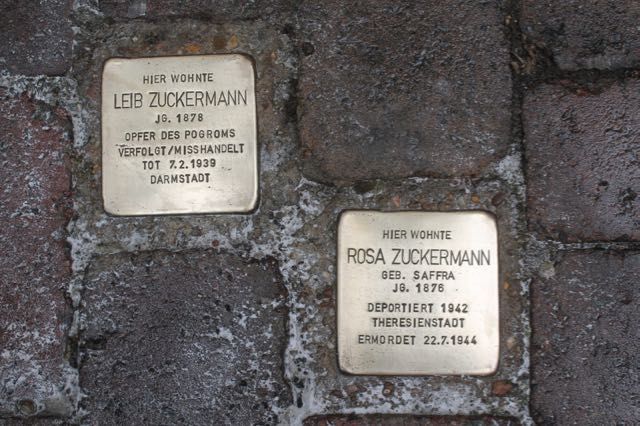 HIER WOHNTE
LEIB ZUCKERMANN
JG. 1878
OPFER DES POGROMS
VERFOLGT/MISSHANDELT
TOT 7.2.1939
DARMSTADT
HIER WOHNTE
ROSA ZUCKERMANN
GEB. SAFFRA
JG. 1876
DEPORTIERT 1942
THERESIENSTADT
ERMORDET 22.7.1944